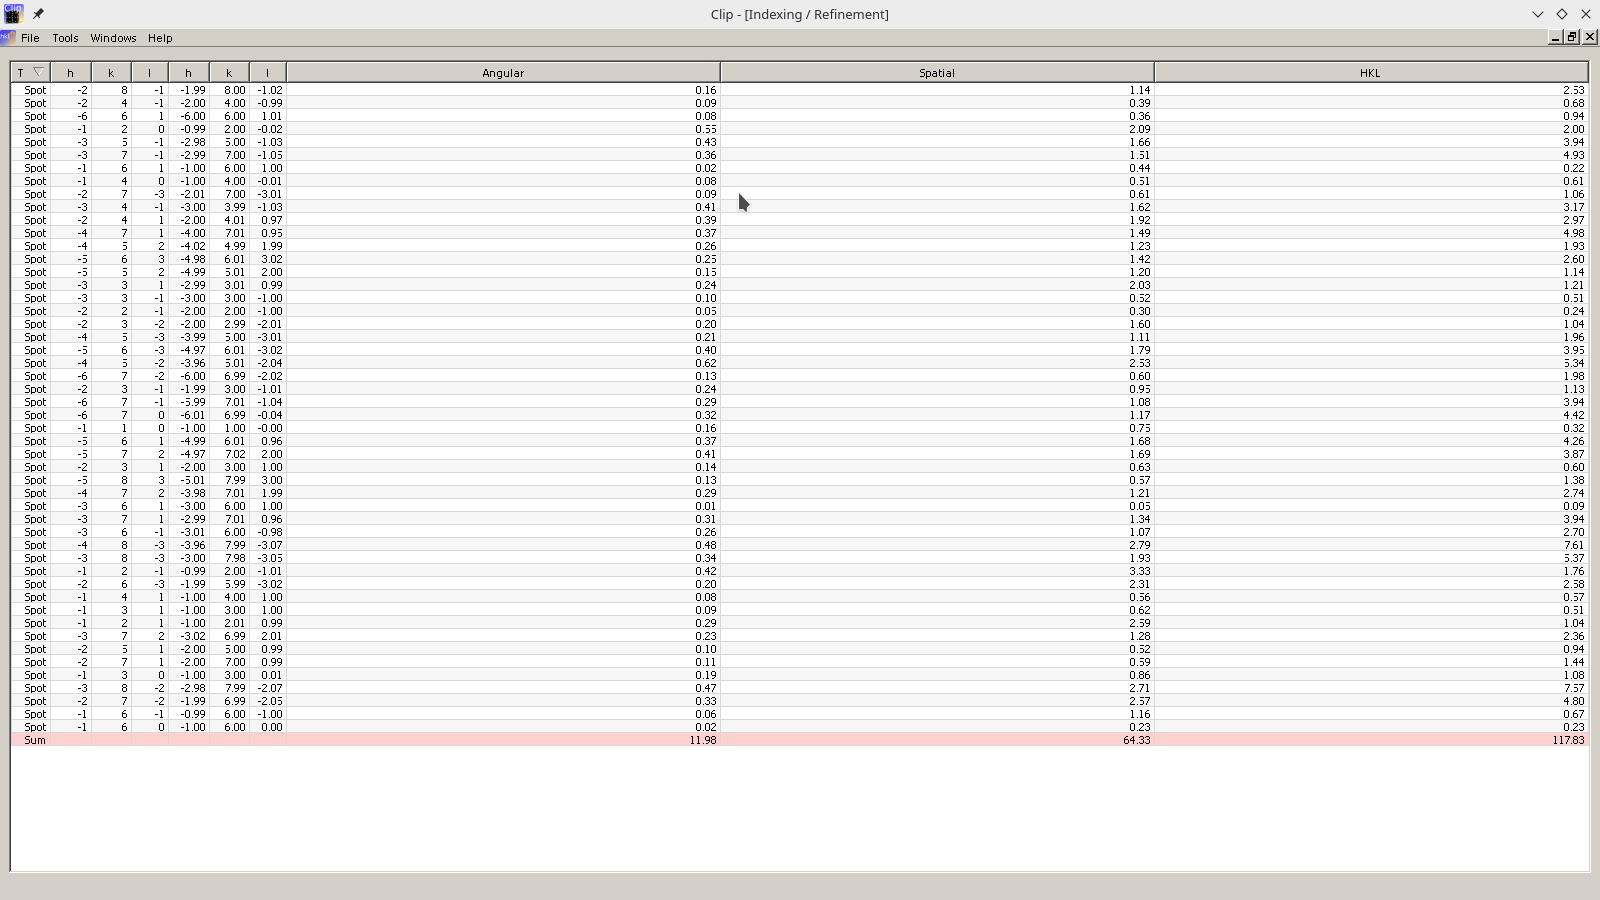 Clip - [Indexing / Refinement]
File Tools Windows Help
T h k l h k l Angular Spatial HKL
Spot -2 8 -1 -1.99 8.00 -1.02 0.16 1.14 2.53
Spot -2 4 -1 -2.00 4.00 -0.99 0.09 0.39 0.68
Spot -6 6 1 -6.00 6.00 1.01 0.08 0.36 0.94
Spot -1 2 0 -0.99 2.00 -0.02 0.55 2.09 2.00
Spot -3 5 -1 -2.98 5.00 -1.03 0.43 1.66 3.94
Spot -3 7 -1 -2.99 7.00 -1.05 0.36 1.51 4.93
Spot -1 6 1 -1.00 6.00 1.00 0.02 0.44 0.22
Spot -1 4 0 -1.00 4.00 -0.01 0.08 0.51 0.61
Spot -2 7 -3 -2.01 7.00 -3.01 0.09 0.61 1.06
Spot -3 4 -1 -3.00 3.99 -1.03 0.41 1.62 3.17
Spot -2 4 1 -2.00 4.01 0.97 0.39 1.92 2.97
Spot -4 7 1 -4.00 7.01 0.95 0.37 1.49 4.98
Spot -4 5 2 -4.02 4.99 1.99 0.26 1.23 1.93
Spot -5 6 3 -4.98 6.01 3.02 0.25 1.42 2.60
Spot -5 5 2 -4.99 5.01 2.00 0.15 1.20 1.14
Spot -3 3 1 -2.99 3.01 0.99 0.24 2.03 1.21
Spot -3 3 -1 -3.00 3.00 -1.00 0.10 0.52 0.51
Spot -2 2 -1 -2.00 2.00 -1.00 0.05 0.30 0.24
Spot -2 3 -2 -2.00 2.99 -2.01 0.20 1.60 1.04
Spot -4 5 -3 -3.99 5.00 -3.01 0.21 1.11 1.96
Spot -5 6 -3 -4.97 6.01 -3.02 0.40 1.79 3.95
Spot -4 5 -2 -3.96 5.01 -2.04 0.62 2.53 5.34
Spot -6 7 -2 -6.00 6.99 -2.02 0.13 0.60 1.98
Spot -2 3 -1 -1.99 3.00 -1.01 0.24 0.95 1.13
Spot -6 7 -1 -5.99 7.01 -1.04 0.29 1.08 3.94
Spot -6 7 0 -6.01 6.99 -0.04 0.32 1.17 4.42
Spot -1 1 0 -1.00 1.00 -0.00 0.16 0.75 0.32
Spot -5 6 1 -4.99 6.01 0.96 0.37 1.68 4.26
Spot -5 7 2 -4.97 7.02 2.00 0.41 1.69 3.87
Spot -2 3 1 -2.00 3.00 1.00 0.14 0.63 0.60
Spot -5 8 3 -5.01 7.99 3.00 0.13 0.57 1.38
Spot -4 7 2 -3.98 7.01 1.99 0.29 1.21 2.74
Spot -3 6 1 -3.00 6.00 1.00 0.01 0.05 0.09
Spot -3 7 1 -2.99 7.01 0.96 0.31 1.34 3.94
Spot -3 6 -1 -3.01 6.00 -0.98 0.26 1.07 2.70
Spot -4 8 -3 -3.96 7.99 -3.07 0.48 2.79 7.61
Spot -3 8 -3 -3.00 7.98 -3.05 0.34 1.93 5.37
Spot -1 2 -1 -0.99 2.00 -1.01 0.42 3.33 1.76
Spot -2 6 -3 -1.99 5.99 -3.02 0.20 2.31 2.58
Spot -1 4 1 -1.00 4.00 1.00 0.08 0.56 0.57
Spot -1 3 1 -1.00 3.00 1.00 0.09 0.62 0.51
Spot -1 2 1 -1.00 2.01 0.99 0.29 2.59 1.04
Spot -3 7 2 -3.02 6.99 2.01 0.23 1.28 2.36
Spot -2 5 1 -2.00 5.00 0.99 0.10 0.52 0.94
Spot -2 7 1 -2.00 7.00 0.99 0.11 0.59 1.44
Spot -1 3 0 -1.00 3.00 0.01 0.19 0.86 1.08
Spot -3 8 -2 -2.98 7.99 -2.07 0.47 2.71 7.57
Spot -2 7 -2 -1.99 6.99 -2.05 0.33 2.57 4.80
Spot -1 6 -1 -0.99 6.00 -1.00 0.06 1.16 0.67
Spot -1 6 0 -1.00 6.00 0.00 0.02 0.23 0.23
Sum 11.98 64.33 117.83